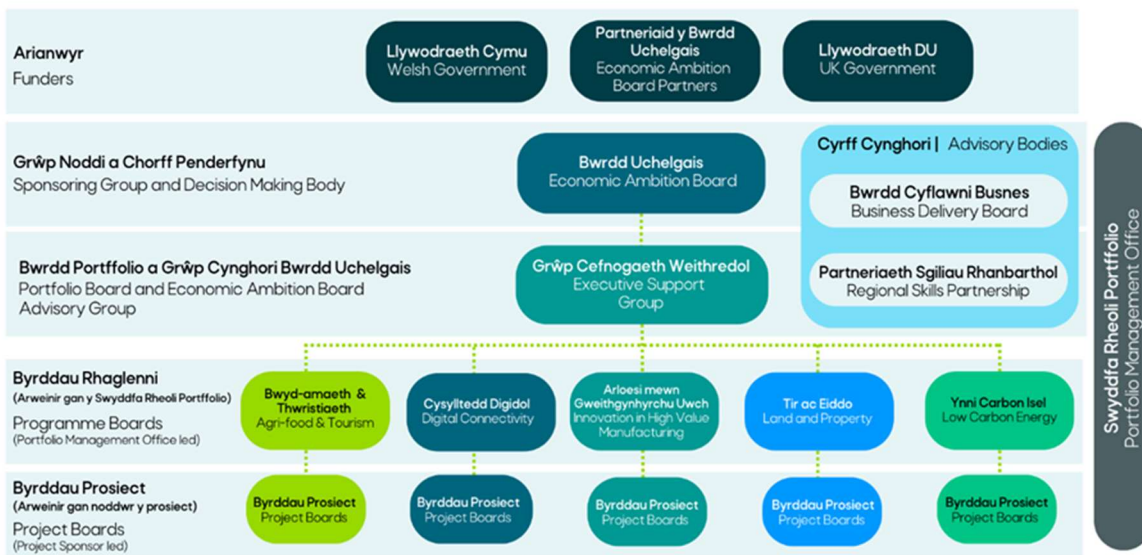 Arianwyr
Funders
Llywodraeth Cymu
Welsh Government
Partneriaid y Bwrdd
Uchelgais
Economic Ambition
Board Partners
Llywodraeth DU
UK Government
Grŵp Noddi a Chorff Penderfynu
Sponsoring Group and Decision Making Body
Bwrdd Uchelgais
Economic Ambition Board
Cyrff Cynghori | Advisory Bodies
Bwrdd Cyflawni Busnes
Business Delivery Board
Partneriaeth Sgiliau Rhanbarthol
Regional Skills Partnership
Bwrdd Portffolio a Grŵp Cynghori Bwrdd Uchelgais
Portfolio Board and Economic Ambition Board
Advisory Group
Grŵp Cefnogaeth Weithredol
Executive Support
Group
Byrddau Rhaglenni
(Arweinir gan y Swyddfa Rheoli Portffolio)
Programme Boards
(Portfolio Management Office led)
Bwyd-amaeth &
Thwristiaeth
Agri-food & Tourism
Cysylltedd Digidol
Digital Connectivity
Arloesi mewn
Gweithgynhyrchu Uwch
Innovation in High Value
Manufacturing
Tir ac Eiddo
Land and Property
Ynni Carbon Isel
Low Carbon Energy
Byrddau Prosiect
(Arweinir gan noddwr y prosiect)
Project Boards
(Project Sponsor led)
Byrddau Prosiect
Project Boards
Byrddau Prosiect
Project Boards
Byrddau Prosiect
Project Boards
Byrddau Prosiect
Project Boards
Byrddau Prosiect
Project Boards
Swyddfa Rheoli Portffolio
Portfolio Management Office